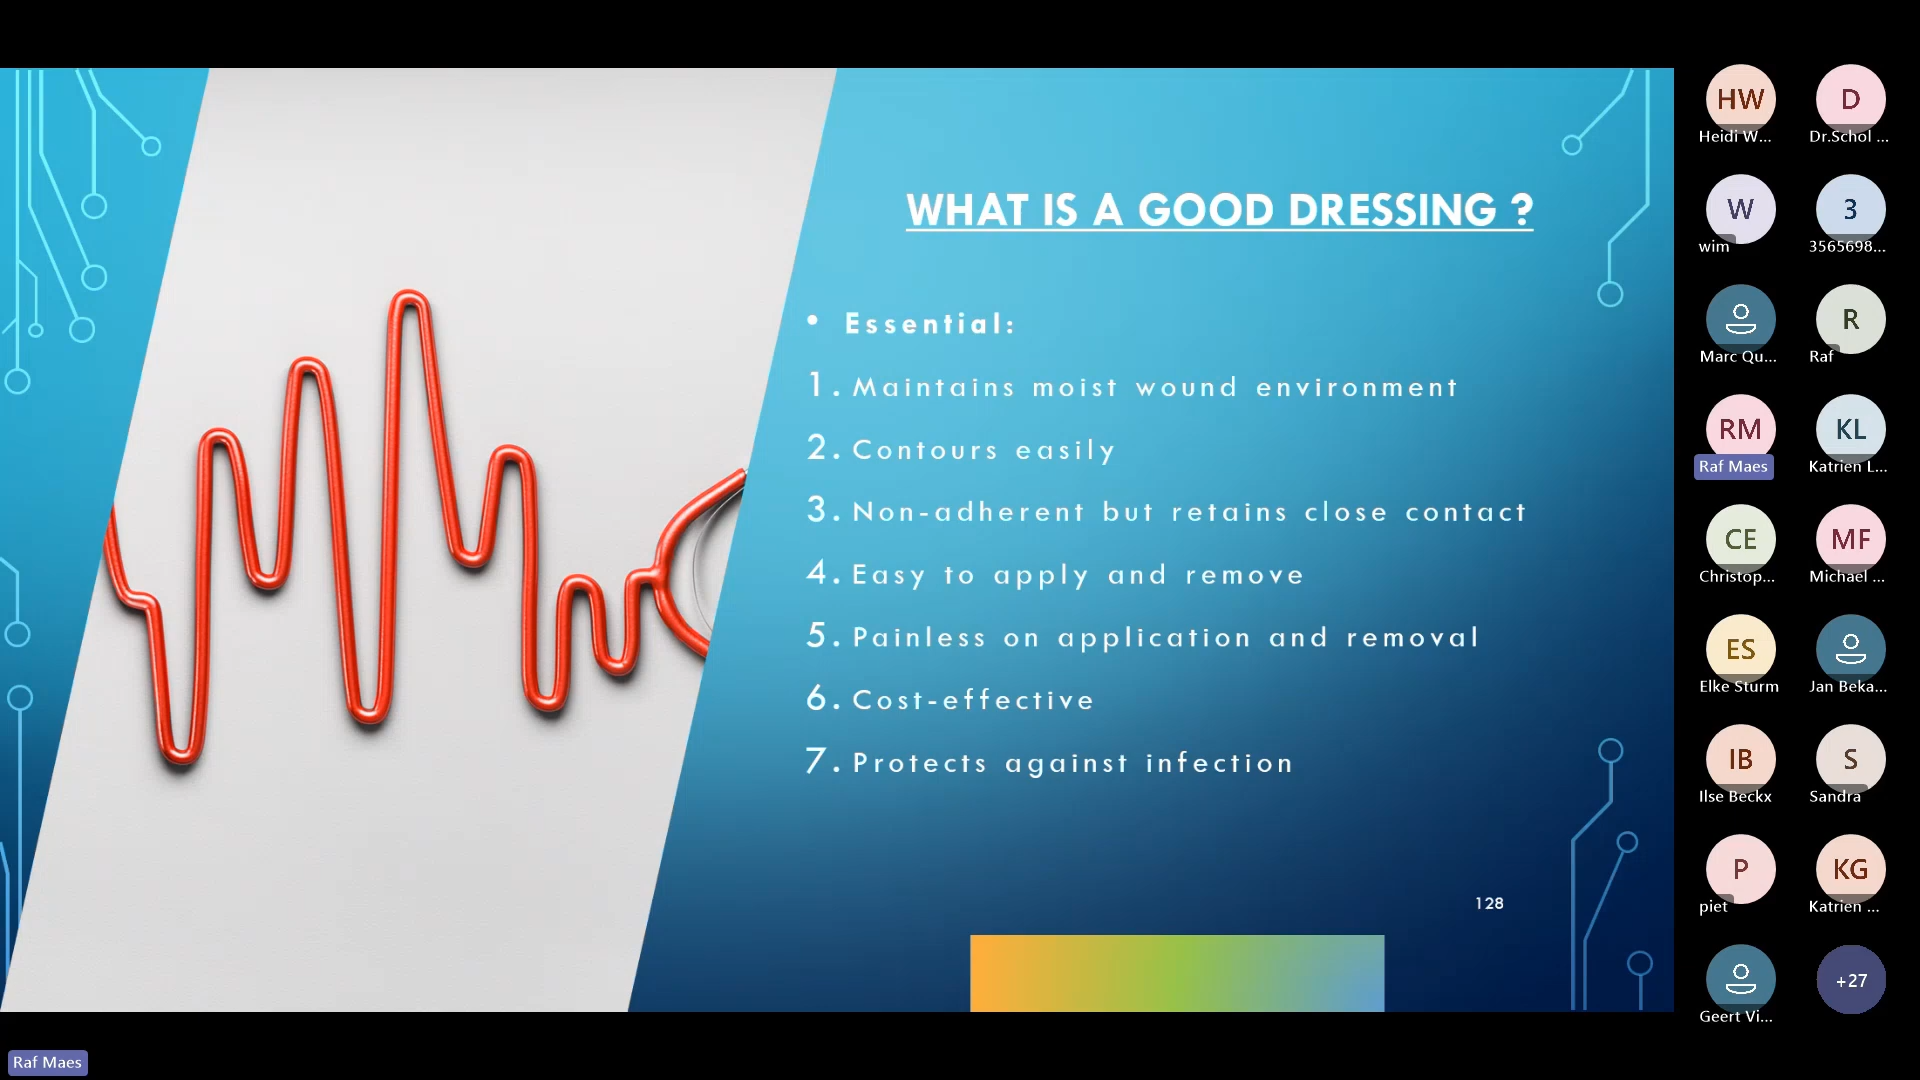 WHAT IS A GOOD DRESSING ?
• Essential:
1. Maintains moist wound environment
2. Contours easily
3. Non-adherent but retains close contact
4. Easy to apply and remove
5. Painless on application and removal
6. Cost-effective
7. Protects against infection
128
HW
Heidi W...
D
Dr.Schol ...
W
wim
3
3565698...
Marc Qu...
R
Raf
RM
Raf Maes
KL
Katrien L...
CE
Christop...
MF
Michael ...
ES
Elke Sturm
Jan Beka...
IB
Ilse Beckx
S
Sandra
P
piet
KG
Katrien ...
Geert Vi...
+27
Raf Maes